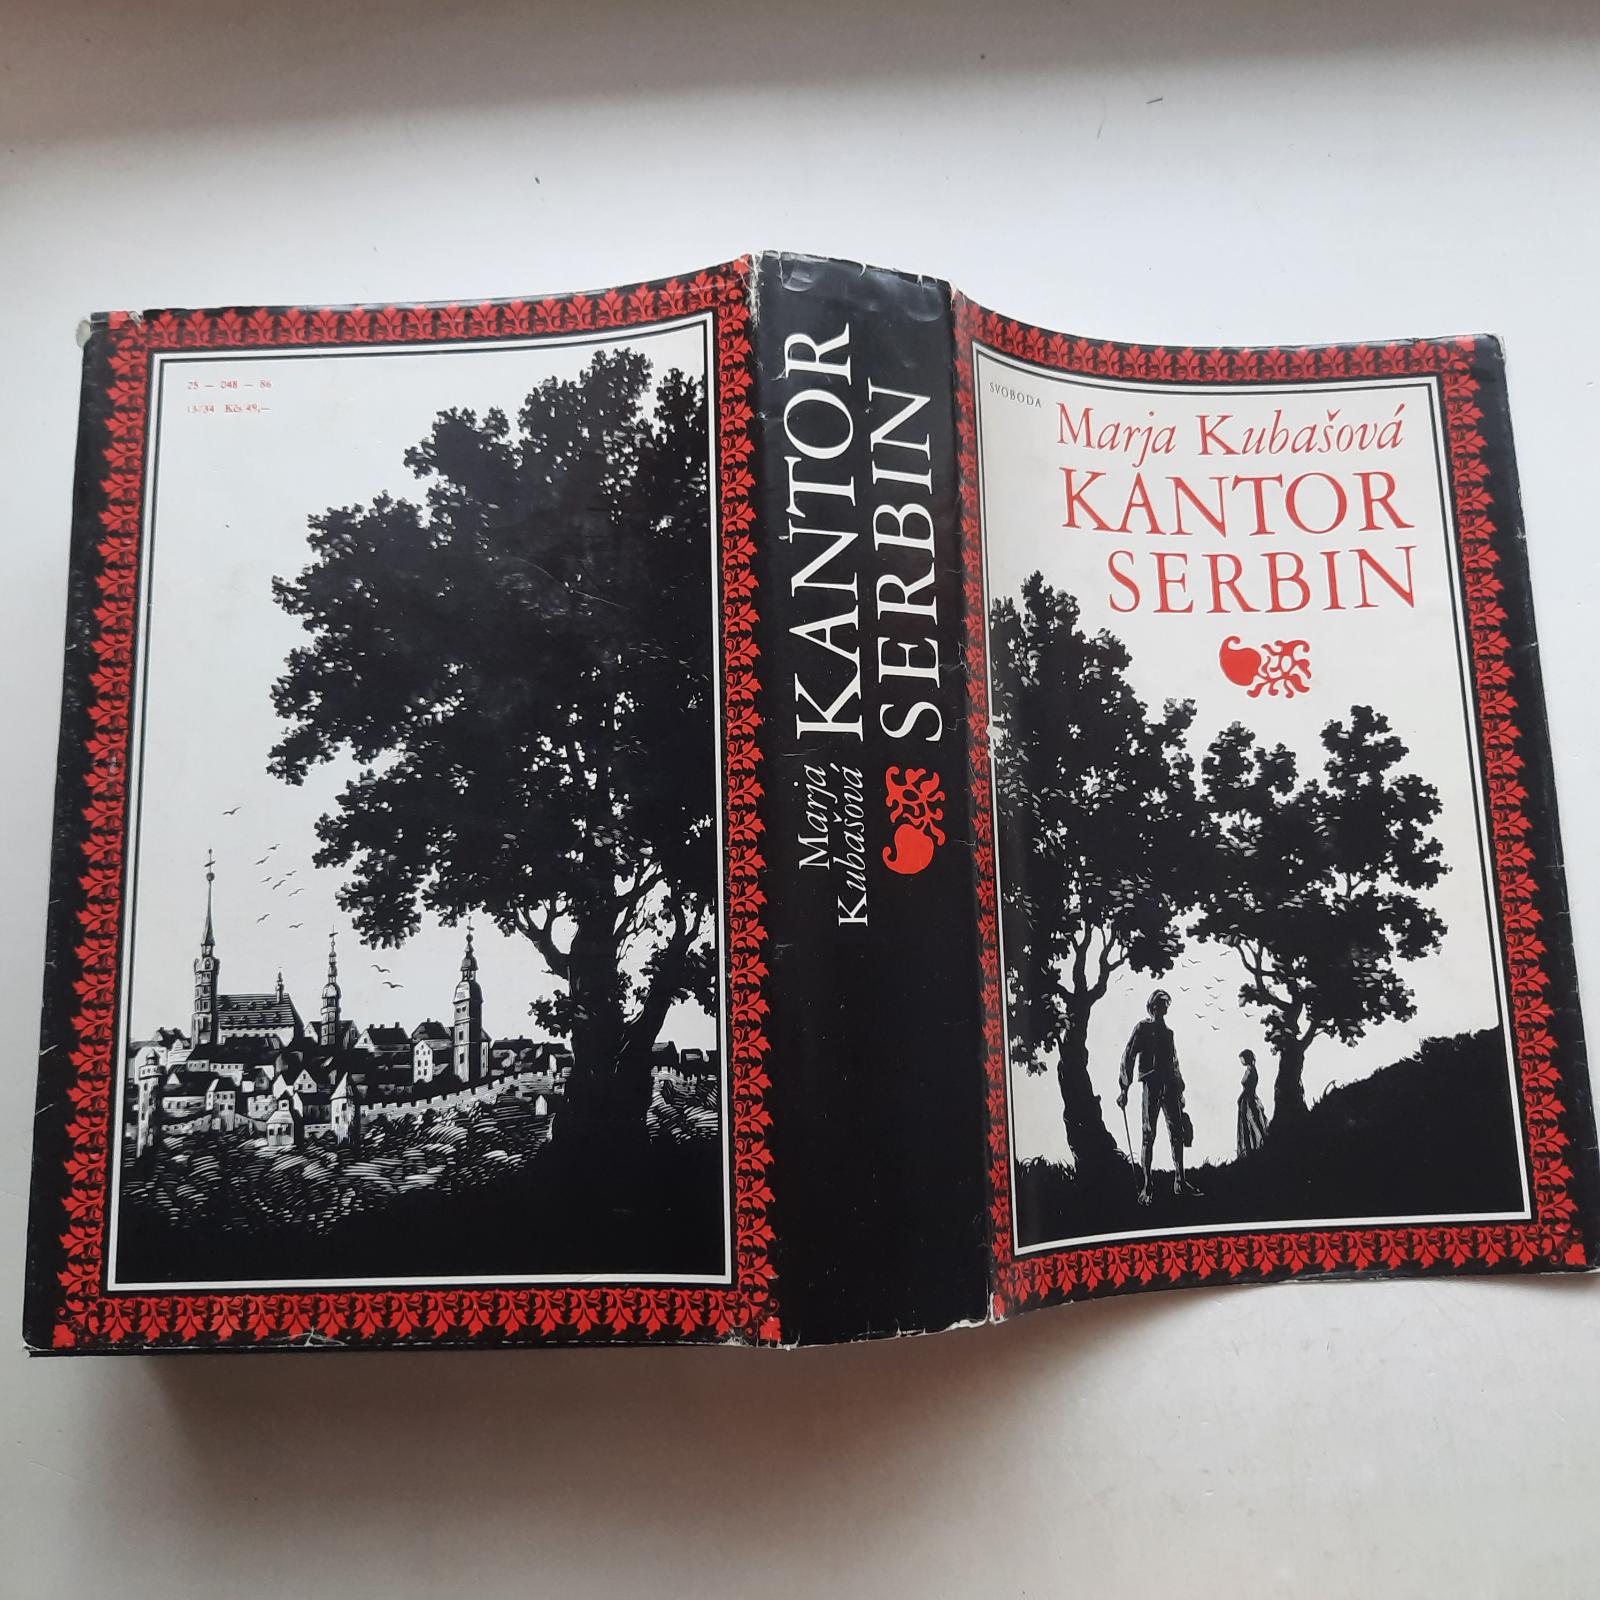 25 — 048 — 86
13/34 Kčs 49,—
KANTOR
SERBIN
Marja
Kubašová
SVOBODA
Marja Kubašová
KANTOR
SERBIN